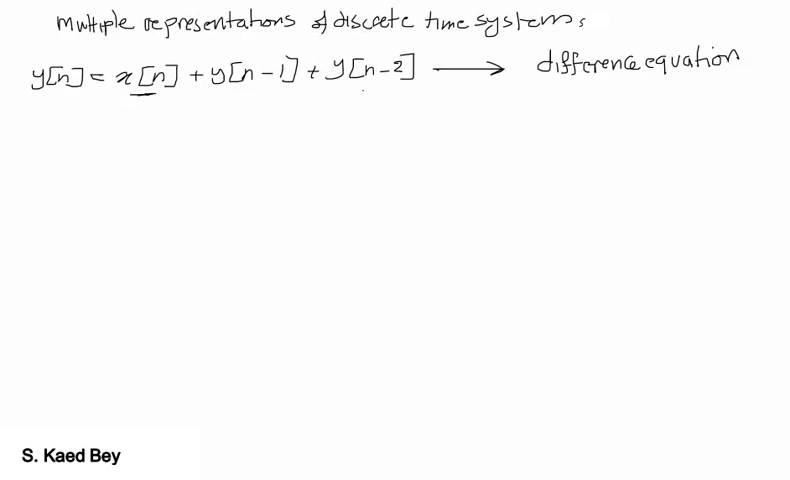 multiple representations of discrete time systems
y[n] = x[n] + y[n-1] + y[n-2] ⟶ difference equation
S. Kaed Bey